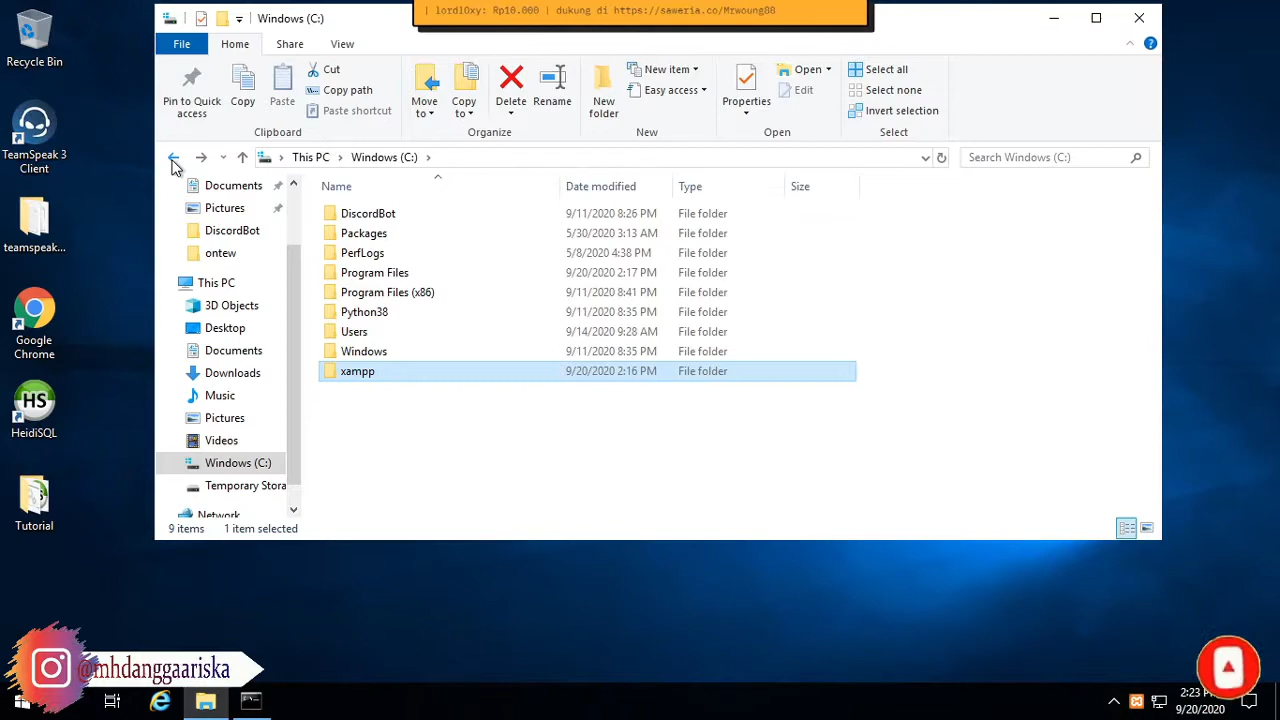 | lordl0xy: Rp10.000 | dukung di https://saweria.co/Mrwoung88
Windows (C:)
File
Home
Share
View
Pin to Quick access
Copy
Paste
Cut
Copy path
Paste shortcut
Clipboard
Move to
Copy to
Delete
Rename
Organize
New folder
New item
Easy access
New
Properties
Open
Edit
Open
Select all
Select none
Invert selection
Select
This PC
Windows (C:)
Search Windows (C:)
Documents
Pictures
DiscordBot
ontew
This PC
3D Objects
Desktop
Documents
Downloads
Music
Pictures
Videos
Windows (C:)
Temporary Stora
Network
Name Date modified Type Size
DiscordBot 9/11/2020 8:26 PM File folder
Packages 5/30/2020 3:13 AM File folder
PerfLogs 5/8/2020 4:38 PM File folder
Program Files 9/20/2020 2:17 PM File folder
Program Files (x86) 9/11/2020 8:41 PM File folder
Python38 9/11/2020 8:35 PM File folder
Users 9/14/2020 9:28 AM File folder
Windows 9/11/2020 8:35 PM File folder
xampp 9/20/2020 2:16 PM File folder
9 items 1 item selected
Recycle Bin
TeamSpeak 3
Client
teamspeak...
Google
Chrome
HS
HeidiSQL
Tutorial
@mhdanggaariska
2:23 P
9/20/2020